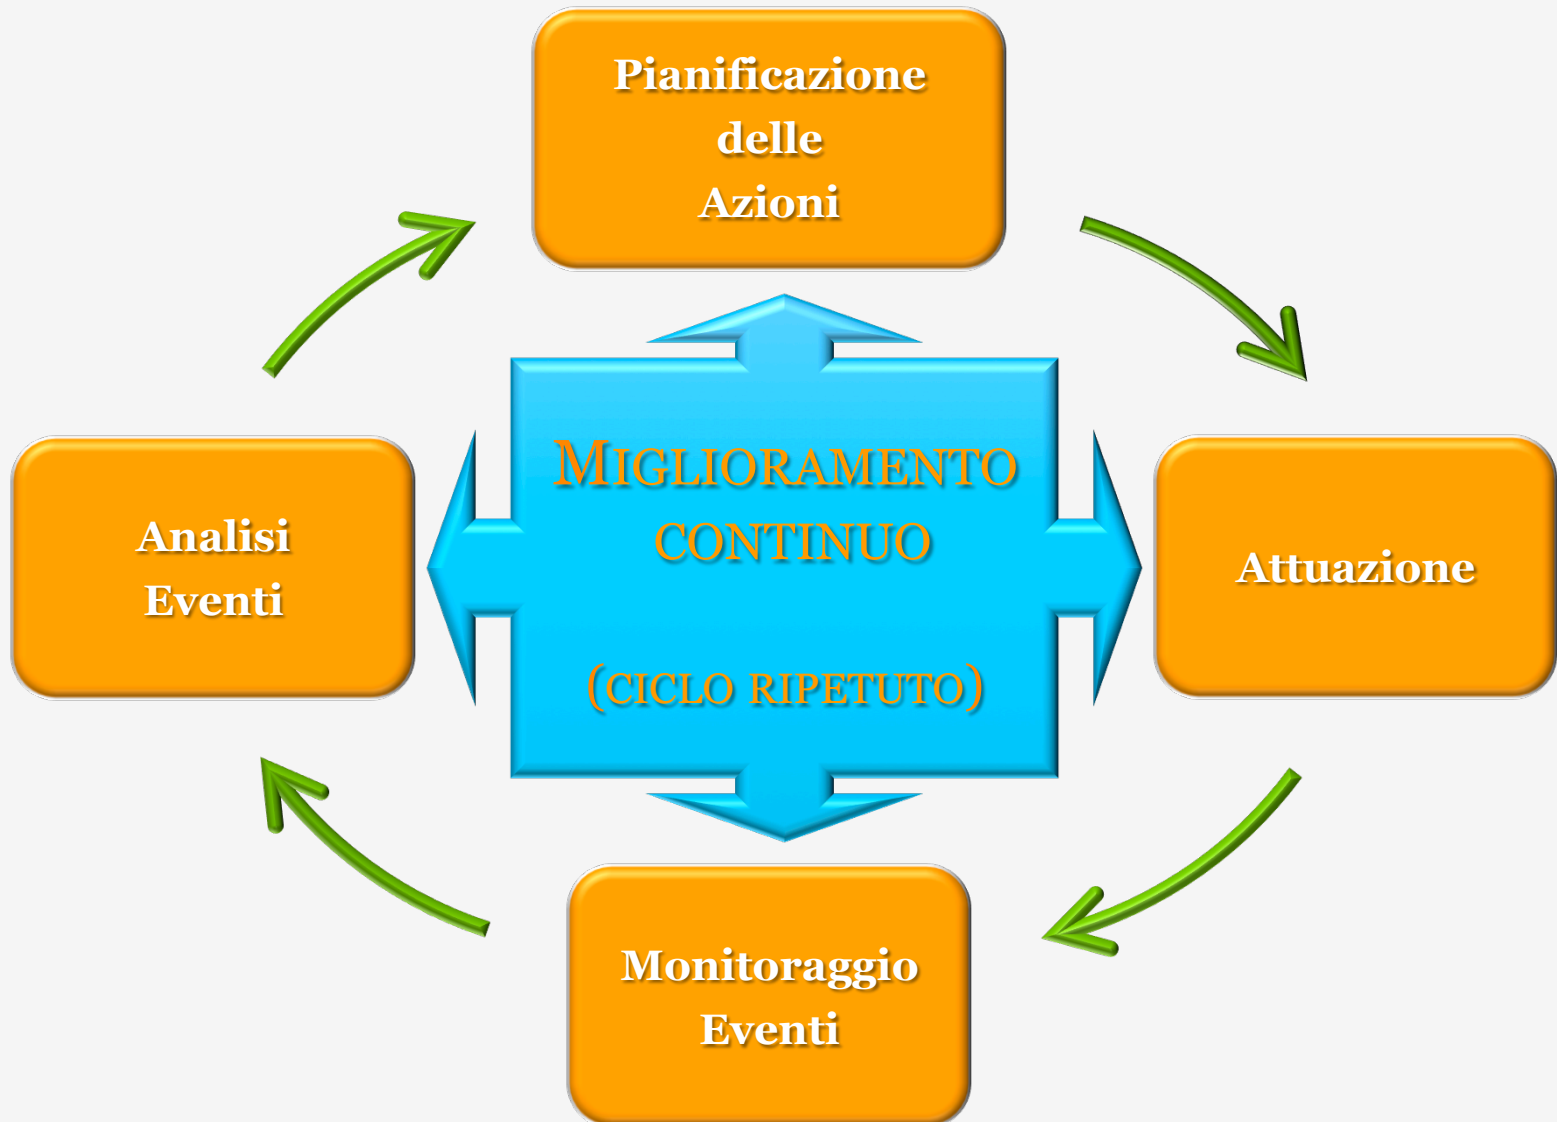 Pianificazione
delle
Azioni
Analisi
Eventi
MIGLIORAMENTO
CONTINUO
(CICLO RIPETUTO)
Attuazione
Monitoraggio
Eventi